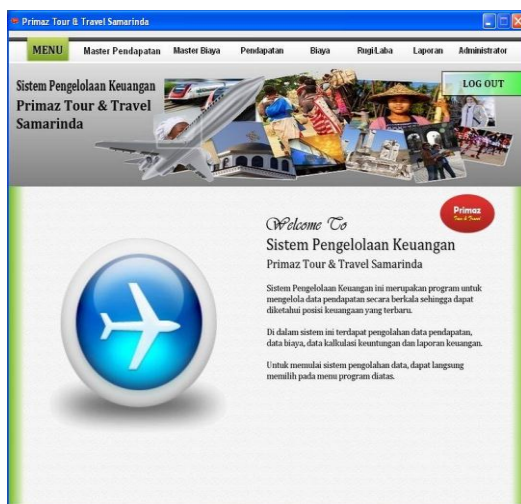 Primaz Tour & Travel Samarinda
MENU Master Pendapatan Master Biaya Pendapatan Biaya Rugi/Laba Laporan Administrator
Sistem Pengelolaan Keuangan
Primaz Tour & Travel
Samarinda
LOG OUT
Primaz
Tour & Travel
Welcome To
Sistem Pengelolaan Keuangan
Primaz Tour & Travel Samarinda
Sistem Pengelolaan Keuangan ini merupakan program untuk
mengelola data pendapatan secara berkala sehingga dapat
diketahui posisi keuangaan yang terbaru.
Di dalam sistem ini terdapat pengolahan data pendapatan,
data biaya, data kalkulasi keuntungan dan laporan keuangan.
Untuk memulai sistem pengolahan data, dapat langsung
memilih pada menu program diatas.